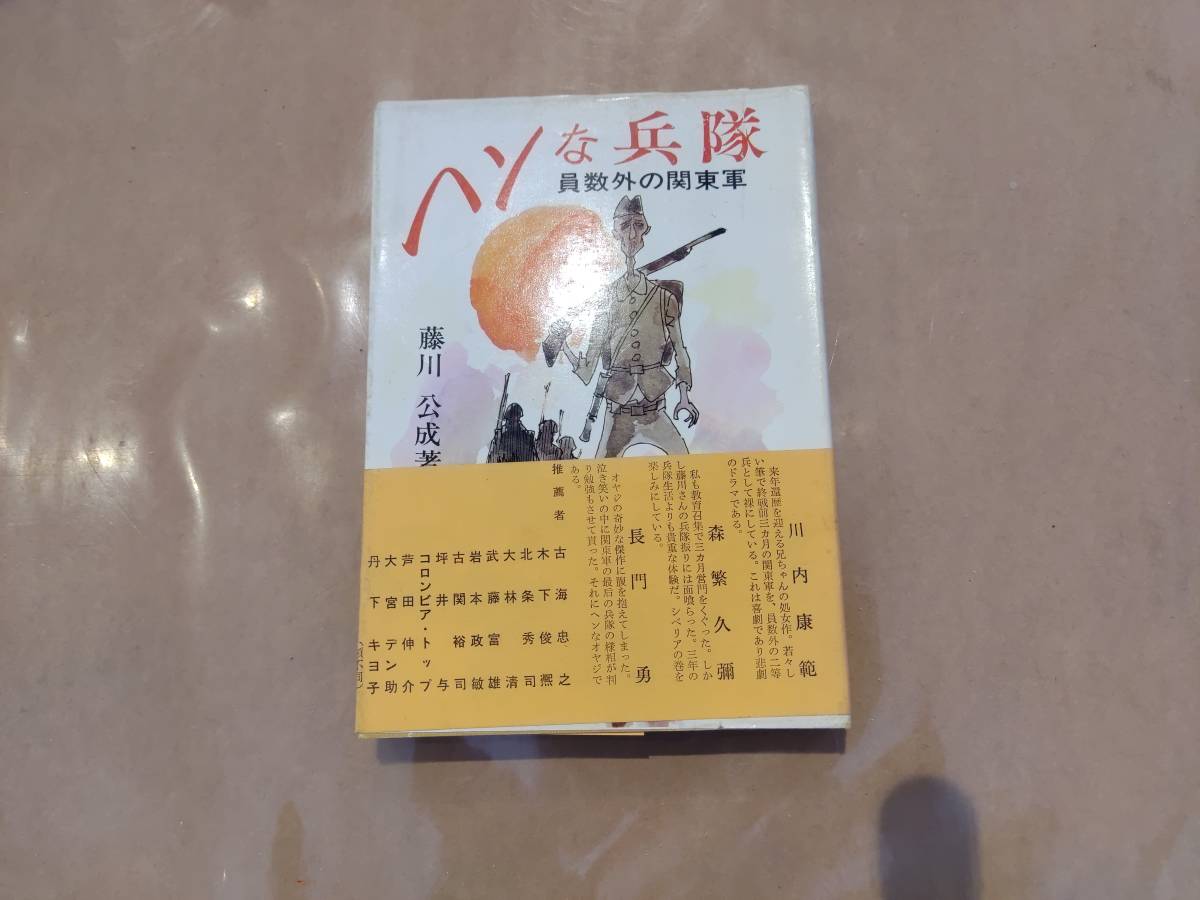 ヘンな兵隊
員数外の関東軍
藤川 公成著
川内康範
来年還暦を迎える兄ちゃんの処女作。若々し
い筆で終戦前三カ月の関東軍を、員数外の二等
兵として裸にしている。これは喜劇であり悲劇
のドラマである。
森繁久彌
私も教育召集で三カ月営門をくぐった。しか
し藤川さんの兵隊振りには面喰らった。三年の
兵隊生活よりも貴重な体験だ。シベリアの巻を
楽しみにしている。
長門勇
オヤジの奇妙な傑作に腹を抱えてしまった。
泣き笑いの中に関東軍の最后の兵隊の様相が判
り勉強もさせて貰った。それにヘンなオヤジで
ある。
推薦者
古海忠之
木下俊熈
北条秀司
大林清
武藤富雄
岩本政敏
古関裕司
坪井与
コロンビア・トップ
芦田伸介
大宮デン助
丹下キヨ子
(順不同)